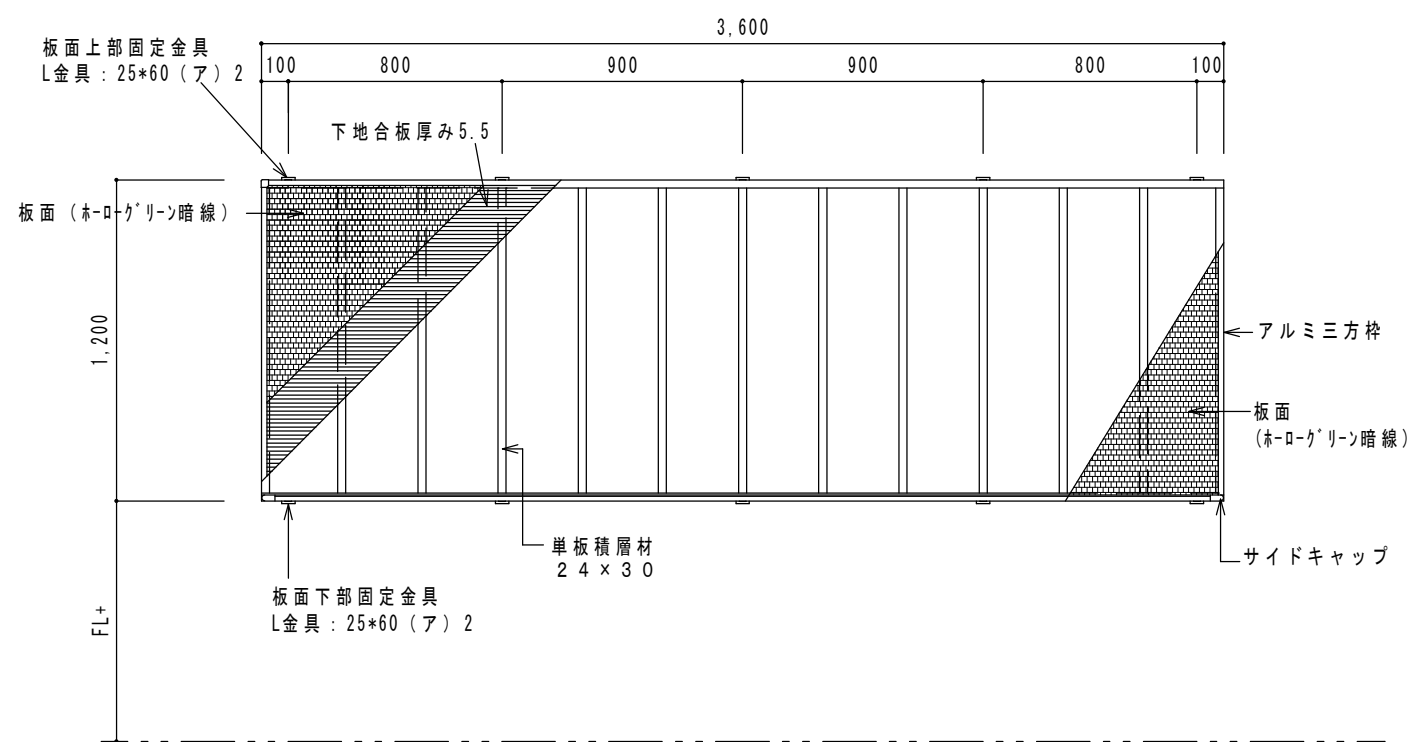 3,600
板面上部固定金具
L金具：25*60（ア）2
100
800
900
900
800
100
下地合板厚み5.5
板面（ﾎｰﾛｰｸﾞﾘｰﾝ暗線）
1,200
アルミ三方枠
板面
（ﾎｰﾛｰｸﾞﾘｰﾝ暗線）
単板積層材
２４×３０
サイドキャップ
板面下部固定金具
L金具：25*60（ア）2
FL+